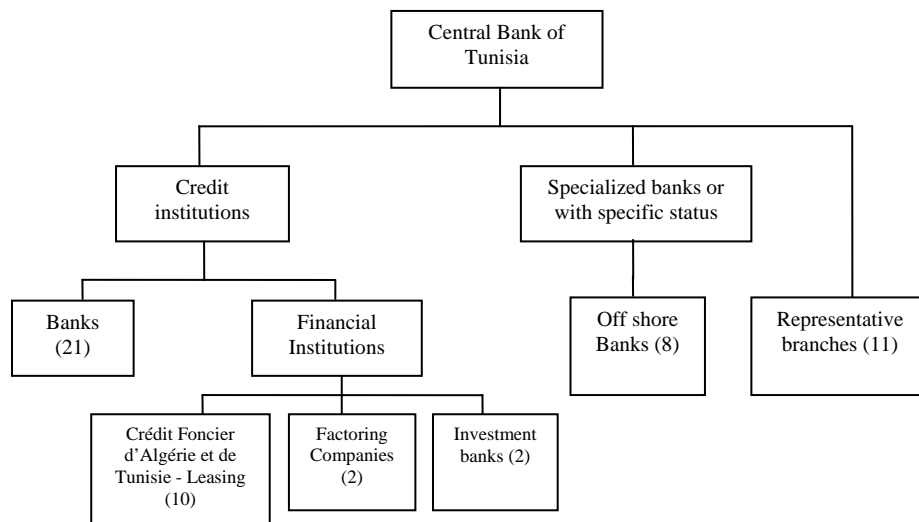 Central Bank of
Tunisia
Credit
institutions
Specialized banks or
with specific status
Banks
(21)
Financial
Institutions
Off shore
Banks (8)
Representative
branches (11)
Crédit Foncier
d’Algérie et de
Tunisie - Leasing
(10)
Factoring
Companies
(2)
Investment
banks (2)